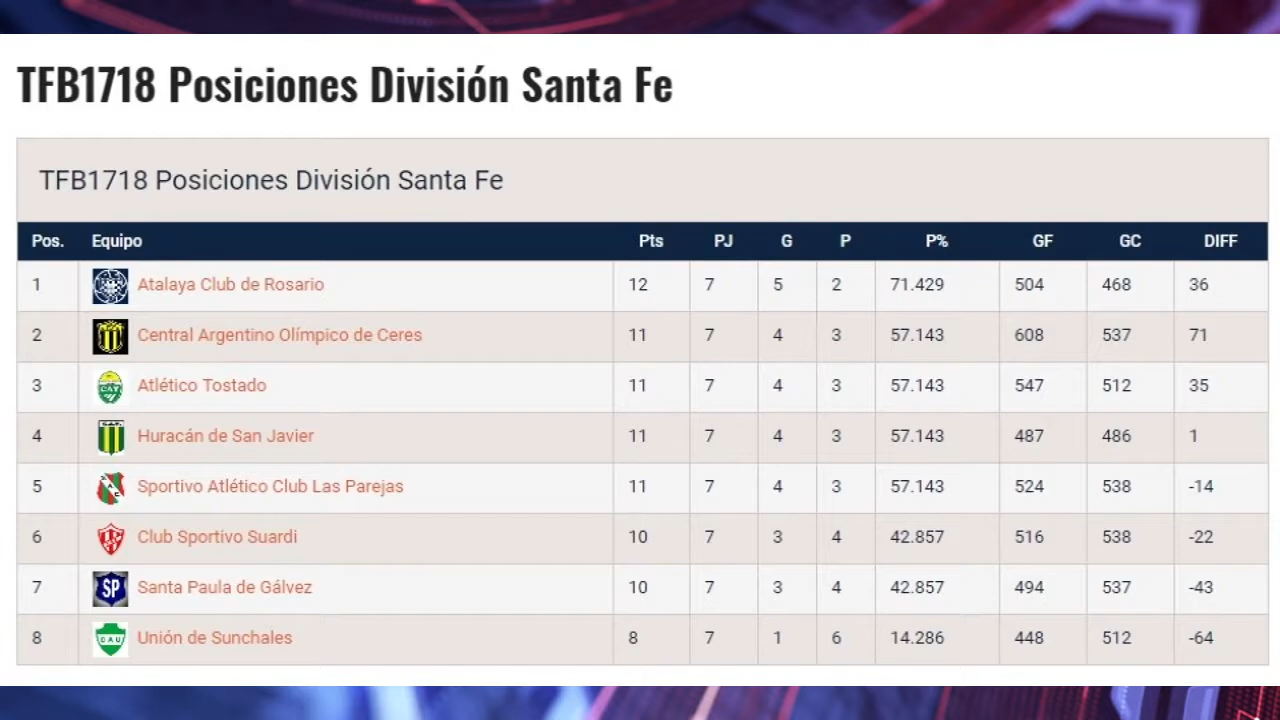 TFB1718 Posiciones División Santa Fe
TFB1718 Posiciones División Santa Fe
Pos. Equipo Pts PJ G P P% GF GC DIFF
1 Atalaya Club de Rosario 12 7 5 2 71.429 504 468 36
2 Central Argentino Olímpico de Ceres 11 7 4 3 57.143 608 537 71
3 Atlético Tostado 11 7 4 3 57.143 547 512 35
4 Huracán de San Javier 11 7 4 3 57.143 487 486 1
5 Sportivo Atlético Club Las Parejas 11 7 4 3 57.143 524 538 -14
6 Club Sportivo Suardi 10 7 3 4 42.857 516 538 -22
7 SP Santa Paula de Gálvez 10 7 3 4 42.857 494 537 -43
8 Unión de Sunchales 8 7 1 6 14.286 448 512 -64